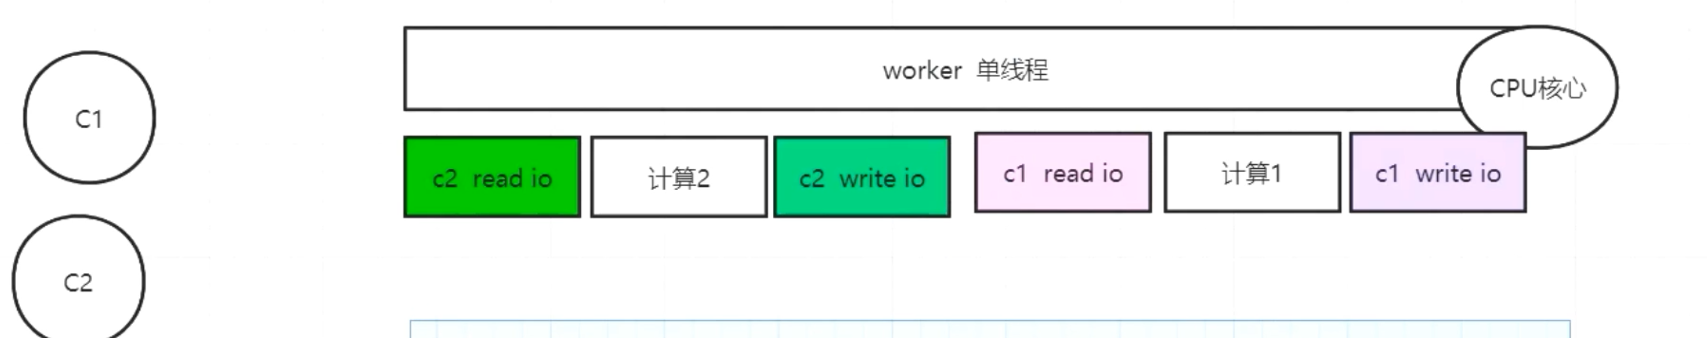 worker 单线程
CPU核心
C1
c2 read io
计算2
c2 write io
c1 read io
计算1
c1 write io
C2